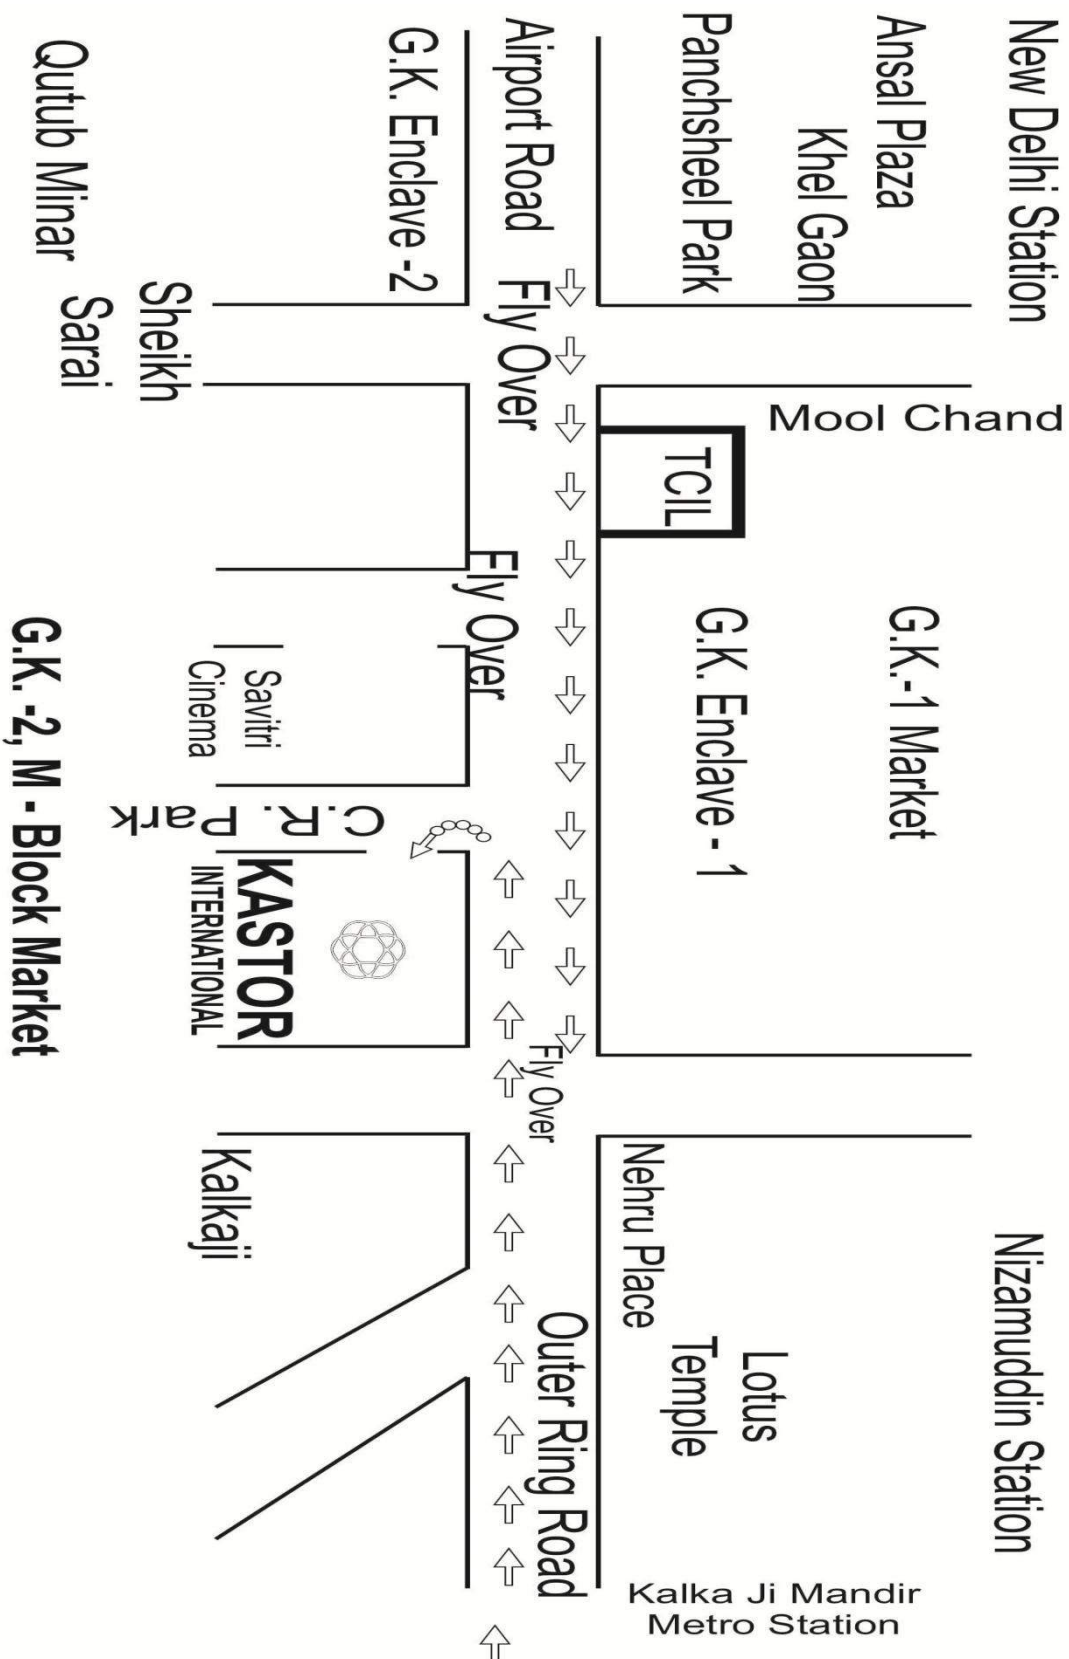 New Delhi Station
Ansal Plaza
Khel Gaon
Panchsheel Park
Airport Road
Fly Over
G.K. Enclave -2
Qutub Minar
Sheikh
Sarai
Mool Chand
TCIL
G.K.-1 Market
G.K. Enclave - 1
Fly Over
Savitri
Cinema
C.R. Park
KASTOR
INTERNATIONAL
G.K. -2, M - Block Market
Fly Over
Nizamuddin Station
Nehru Place
Lotus
Temple
Kalkaji
Outer Ring Road
Kalka Ji Mandir
Metro Station